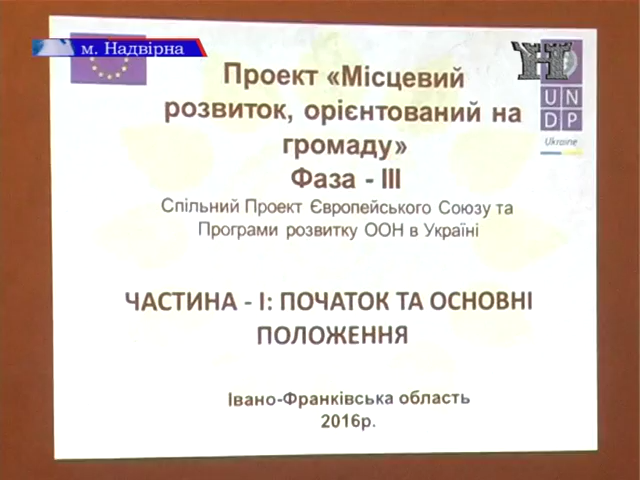 м. Надвірна
Проект «Місцевий
розвиток, орієнтований на
громаду»
Фаза - III
Спільний Проект Європейського Союзу та
Програми розвитку ООН в Україні
ЧАСТИНА - І: ПОЧАТОК ТА ОСНОВНІ
ПОЛОЖЕННЯ
Івано-Франківська область
2016р.
U N
D P
Ukraine